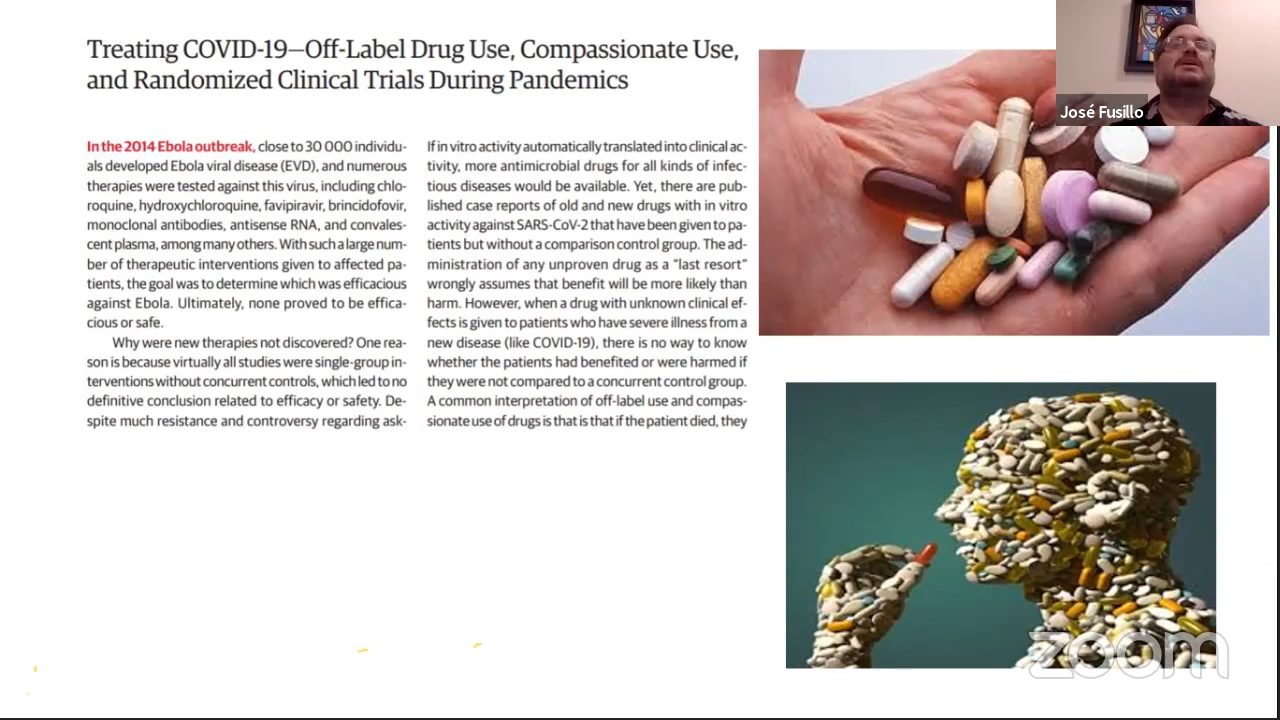 Treating COVID-19—Off-Label Drug Use, Compassionate Use,
and Randomized Clinical Trials During Pandemics
In the 2014 Ebola outbreak, close to 30 000 individu-
als developed Ebola viral disease (EVD), and numerous
therapies were tested against this virus, including chlo-
roquine, hydroxychloroquine, favipiravir, brincidofovir,
monoclonal antibodies, antisense RNA, and convales-
cent plasma, among many others. With such a large num-
ber of therapeutic interventions given to affected pa-
tients, the goal was to determine which was efficacious
against Ebola. Ultimately, none proved to be effica-
cious or safe.
Why were new therapies not discovered? One rea-
son is because virtually all studies were single-group in-
terventions without concurrent controls, which led to no
definitive conclusion related to efficacy or safety. De-
spite much resistance and controversy regarding ask-
If in vitro activity automatically translated into clinical ac-
tivity, more antimicrobial drugs for all kinds of infec-
tious diseases would be available. Yet, there are pub-
lished case reports of old and new drugs with in vitro
activity against SARS-CoV-2 that have been given to pa-
tients but without a comparison control group. The ad-
ministration of any unproven drug as a “last resort”
wrongly assumes that benefit will be more likely than
harm. However, when a drug with unknown clinical ef-
fects is given to patients who have severe illness from a
new disease (like COVID-19), there is no way to know
whether the patients had benefited or were harmed if
they were not compared to a concurrent control group.
A common interpretation of off-label use and compas-
sionate use of drugs is that is that if the patient died, they
José Fusillo
zoom